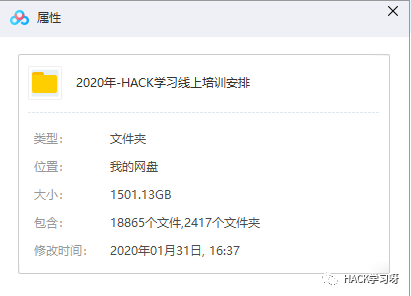 属性
2020年-HACK学习线上培训安排
类型： 文件夹
位置： 我的网盘
大小： 1501.13GB
包含： 18865个文件,2417个文件夹
修改时间： 2020年01月31日, 16:37
HACK学习呀